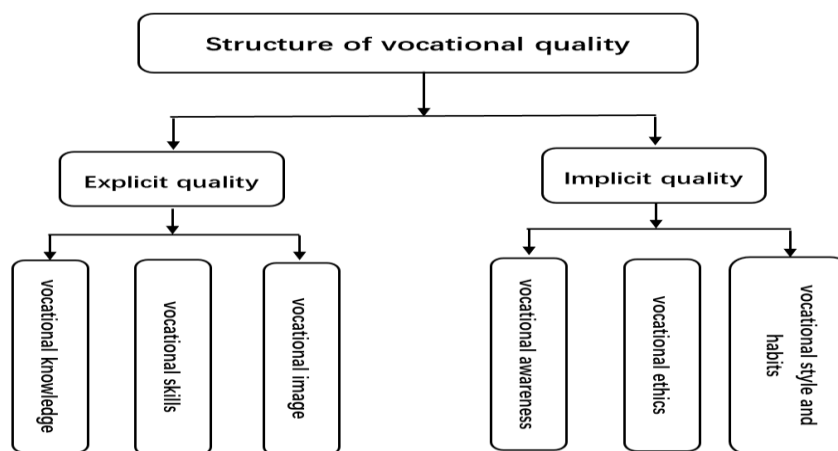 Structure of vocational quality
Explicit quality
Implicit quality
vocational knowledge
vocational skills
vocational image
vocational awareness
vocational ethics
vocational style and
habits